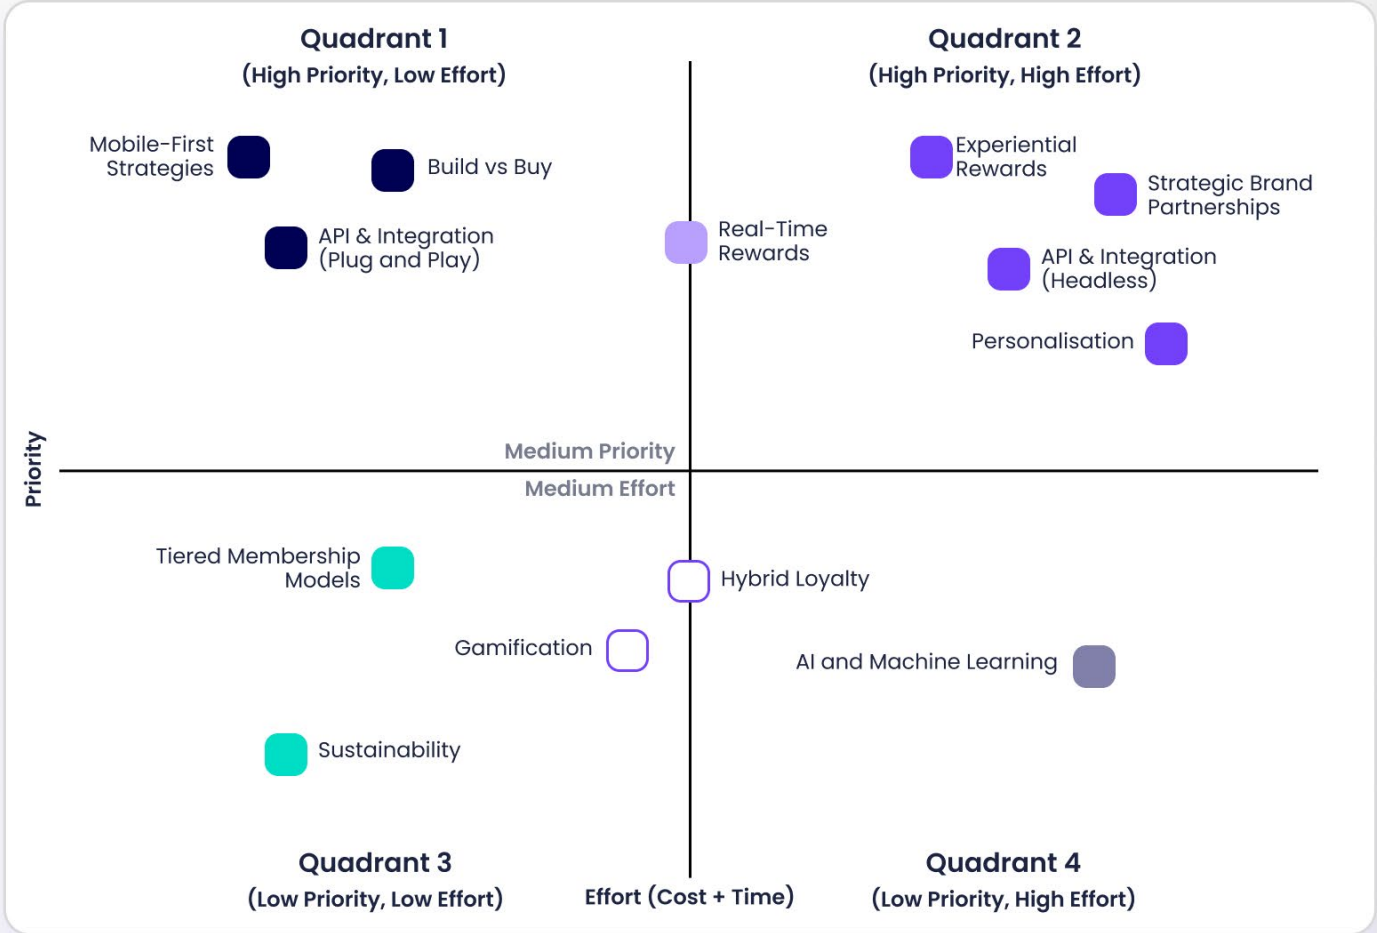 Quadrant 1
(High Priority, Low Effort)
Quadrant 2
(High Priority, High Effort)
Mobile-First
Strategies
Build vs Buy
API & Integration
(Plug and Play)
Real-Time
Rewards
Experiential
Rewards
Strategic Brand
Partnerships
API & Integration
(Headless)
Personalisation
Priority
Medium Priority
Medium Effort
Tiered Membership
Models
Hybrid Loyalty
Gamification
AI and Machine Learning
Sustainability
Quadrant 3
(Low Priority, Low Effort)
Effort (Cost + Time)
Quadrant 4
(Low Priority, High Effort)